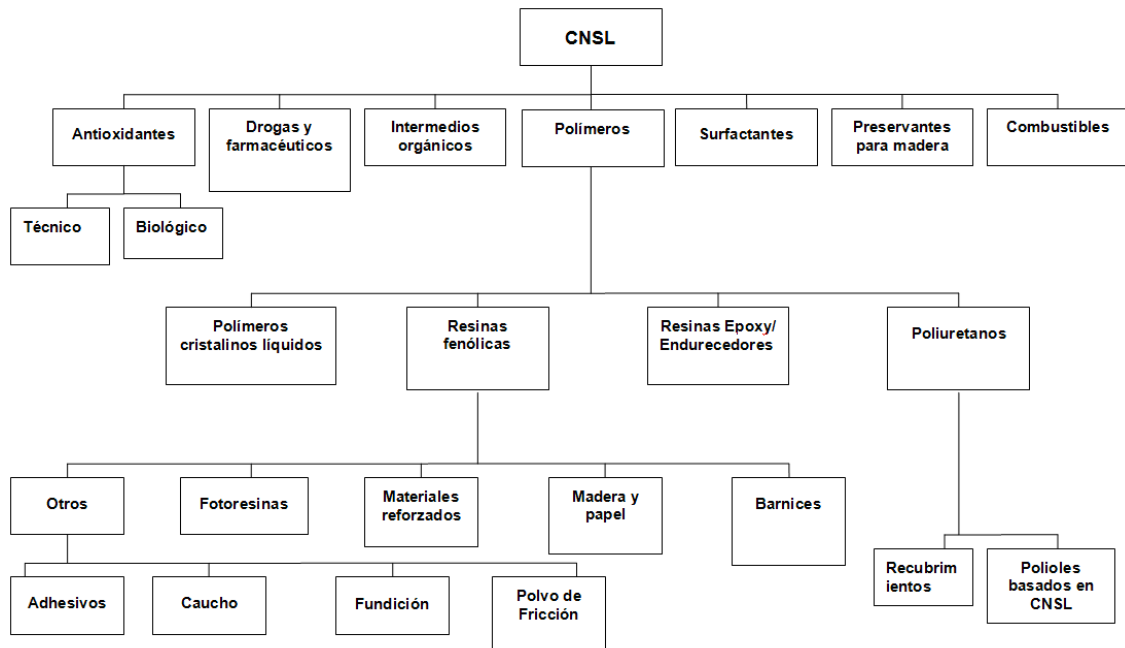 CNSL
Antioxidantes
Drogas y
farmacéuticos
Intermedios
orgánicos
Polímeros
Surfactantes
Preservantes
para madera
Combustibles
Técnico
Biológico
Polímeros
cristalinos líquidos
Resinas
fenólicas
Resinas Epoxy/
Endurecedores
Poliuretanos
Otros
Fotoresinas
Materiales
reforzados
Madera y
papel
Barnices
Recubrim
ientos
Polioles
basados en
CNSL
Adhesivos
Caucho
Fundición
Polvo de
Fricción